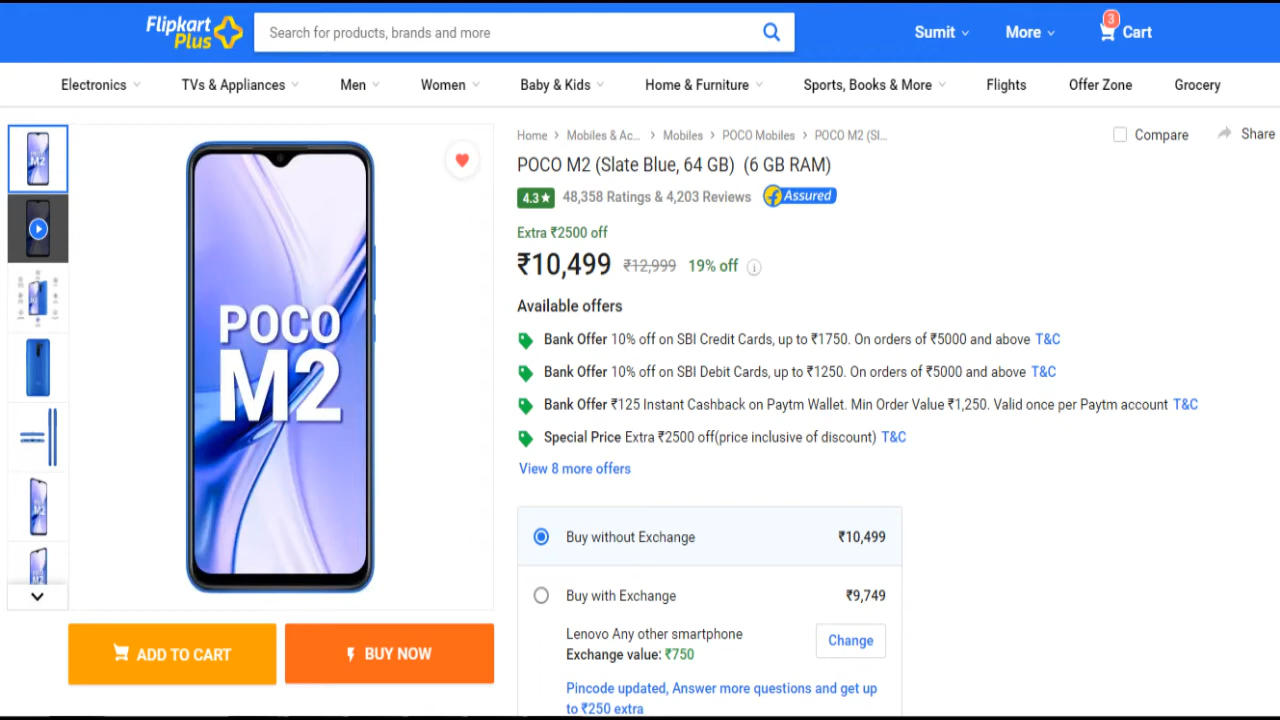 Flipkart
Plus
Search for products, brands and more
Sumit
More
3
Cart
Electronics
TVs & Appliances
Men
Women
Baby & Kids
Home & Furniture
Sports, Books & More
Flights
Offer Zone
Grocery
Home > Mobiles & Ac... > Mobiles > POCO Mobiles > POCO M2 (Sl...
Compare
Share
POCO M2 (Slate Blue, 64 GB) (6 GB RAM)
4.3★ 48,358 Ratings & 4,203 Reviews Assured
Extra ₹2500 off
₹10,499 ₹12,999 19% off
Available offers
Bank Offer 10% off on SBI Credit Cards, up to ₹1750. On orders of ₹5000 and above T&C
Bank Offer 10% off on SBI Debit Cards, up to ₹1250. On orders of ₹5000 and above T&C
Bank Offer ₹125 Instant Cashback on Paytm Wallet. Min Order Value ₹1,250. Valid once per Paytm account T&C
Special Price Extra ₹2500 off(price inclusive of discount) T&C
View 8 more offers
POCO
M2
Buy without Exchange ₹10,499
Buy with Exchange ₹9,749
Lenovo Any other smartphone
Exchange value: ₹750
Change
Pincode updated, Answer more questions and get up
to ₹250 extra
ADD TO CART
BUY NOW